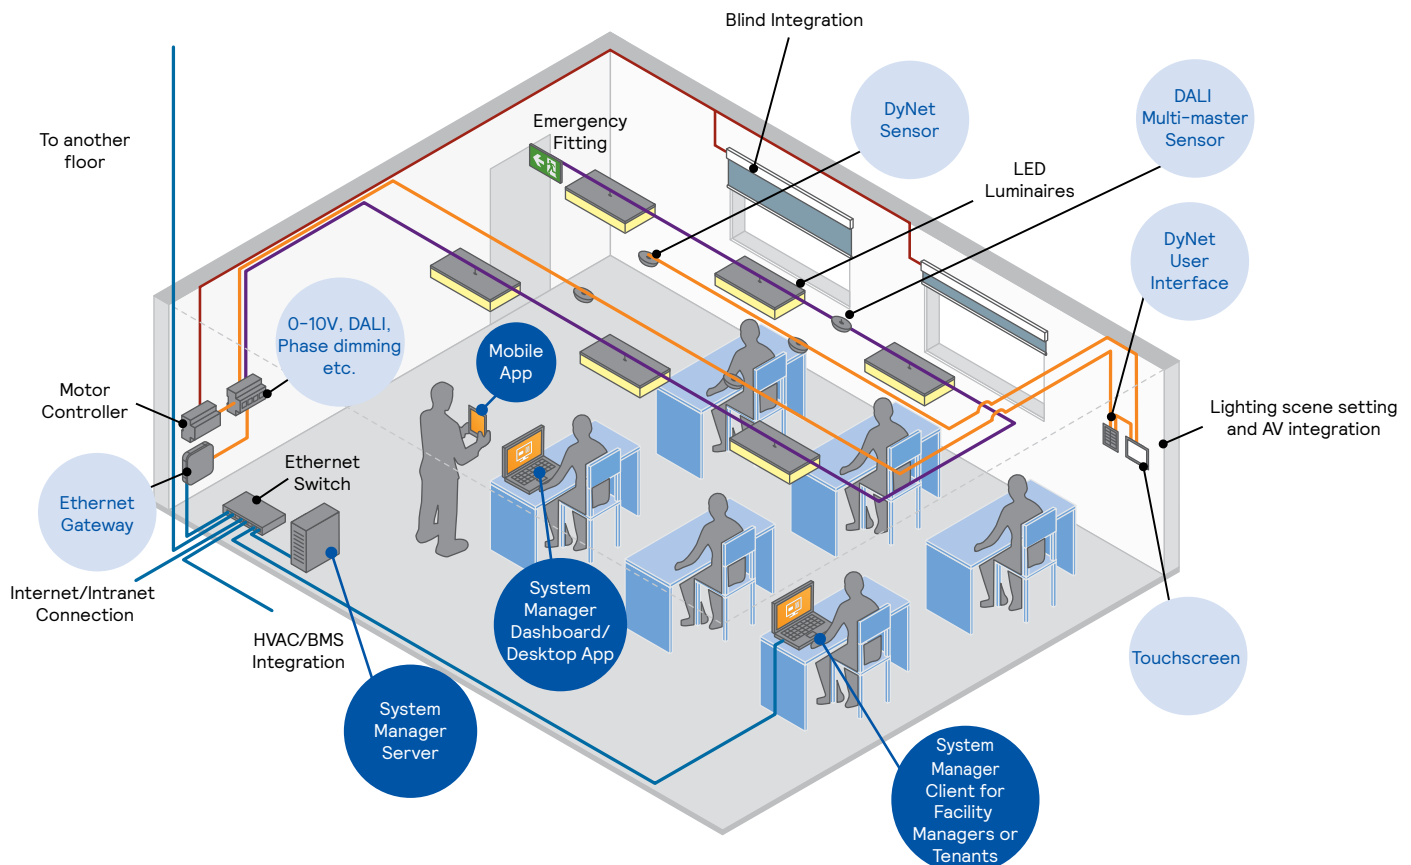 Blind Integration
DyNet
Sensor
DALI
Multi-master
Sensor
To another
floor
Emergency
Fitting
LED
Luminaires
DyNet
User
Interface
0-10V, DALI,
Phase dimming
etc.
Mobile
App
Motor
Controller
Lighting scene setting
and AV integration
Ethernet
Switch
Ethernet
Gateway
Internet/Intranet
Connection
System
Manager
Dashboard/
Desktop App
HVAC/BMS
Integration
Touchscreen
System
Manager
Server
System
Manager
Client for
Facility
Managers or
Tenants